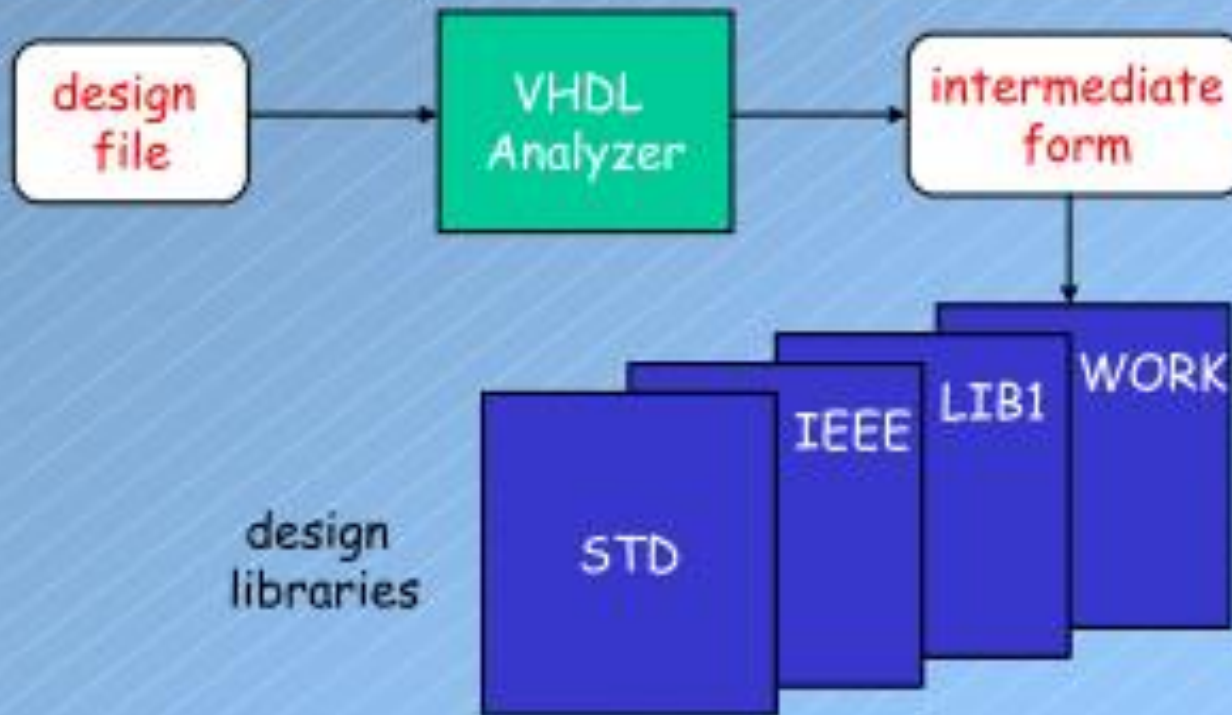 design
file
VHDL
Analyzer
intermediate
form
WORK
LIB1
IEEE
STD
design
libraries